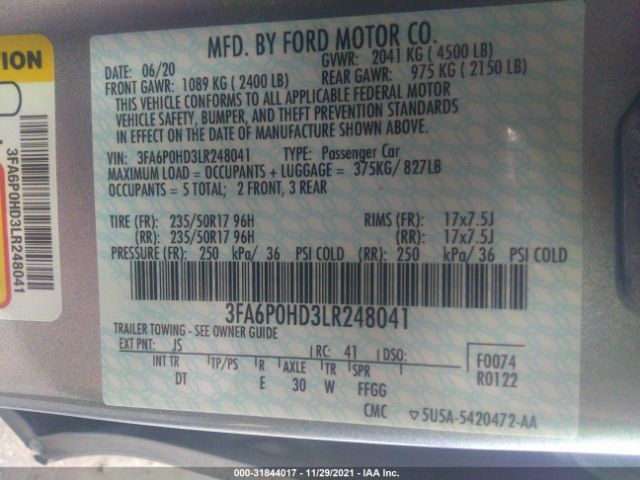 MFD. BY FORD MOTOR CO.
DATE: 06/20
GVWR: 2041 KG ( 4500 LB)
FRONT GAWR: 1089 KG ( 2400 LB)
REAR GAWR: 975 KG ( 2150 LB)
THIS VEHICLE CONFORMS TO ALL APPLICABLE FEDERAL MOTOR
VEHICLE SAFETY, BUMPER, AND THEFT PREVENTION STANDARDS
IN EFFECT ON THE DATE OF MANUFACTURE SHOWN ABOVE.
VIN: 3FA6P0HD3LR248041 TYPE: Passenger Car
MAXIMUM LOAD = OCCUPANTS + LUGGAGE = 375KG/ 827LB
OCCUPANTS = 5 TOTAL; 2 FRONT, 3 REAR
TIRE (FR): 235/50R17 96H RIMS (FR): 17x7.5J
(RR): 235/50R17 96H (RR): 17x7.5J
PRESSURE (FR): 250 kPa/ 36 PSI COLD (RR): 250 kPa/ 36 PSI COLD
3FA6P0HD3LR248041
TRAILER TOWING - SEE OWNER GUIDE
EXT PNT: JS RC: 41 DSO:
INT TR TP/PS R AXLE TR SPR
DT E 30 W FFGG
F0074
R0122
CMC 5U5A-5420472-AA
3FA6P0HD3LR248041
000-31844017 - 11/29/2021 - IAA Inc.